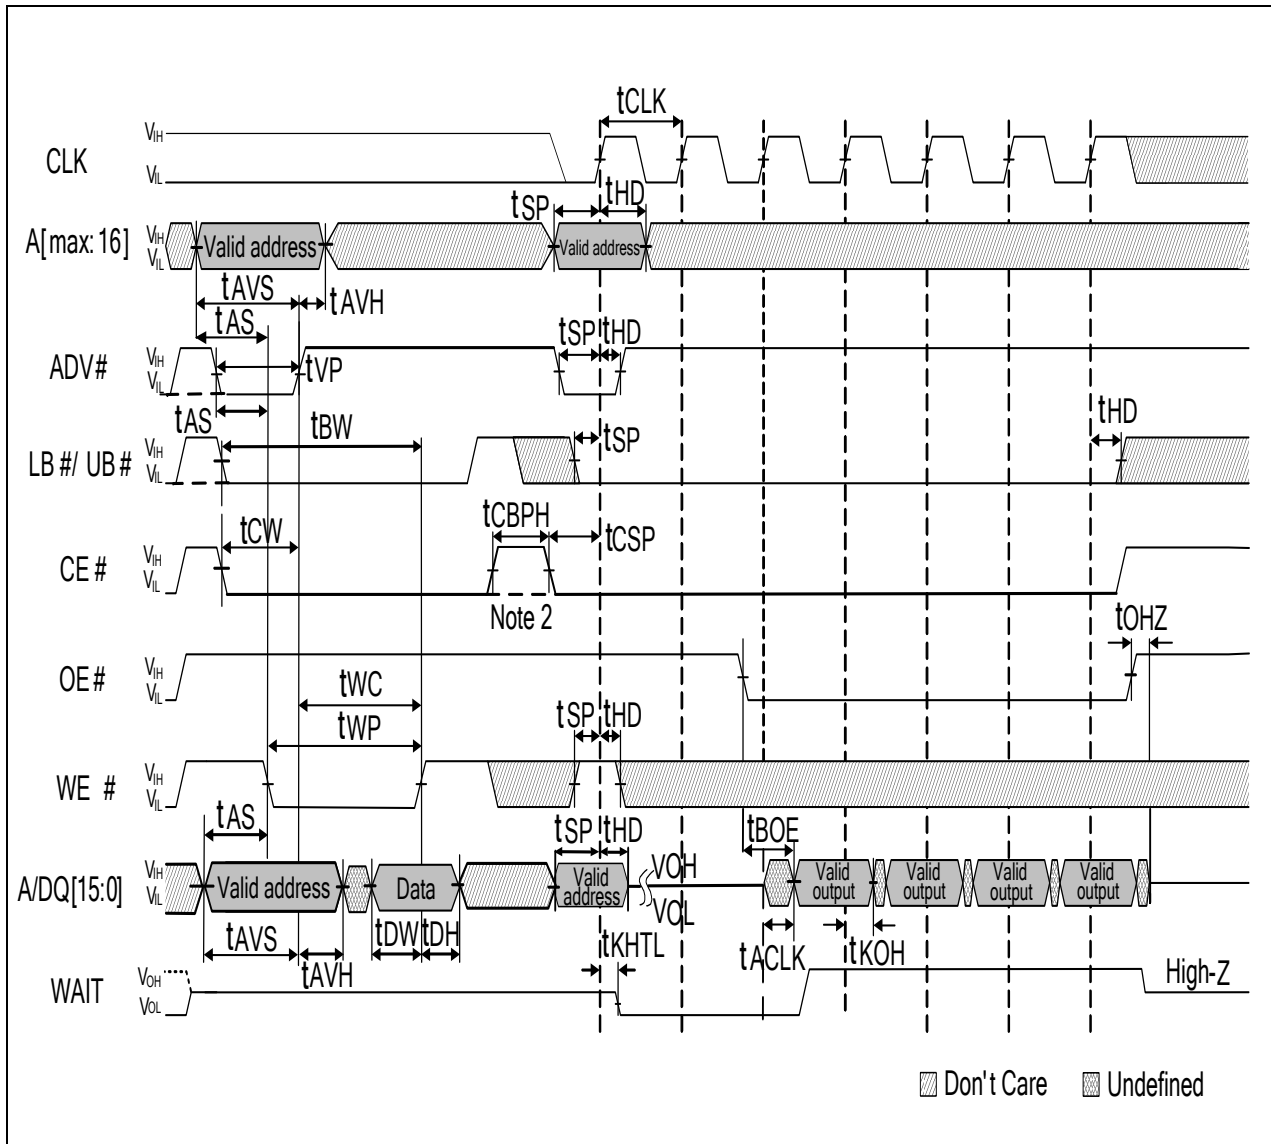 tCLK
VIH
CLK
VIL
tSP
tHD
A[max: 16]
VIH
VIL
Valid address
Valid address
tAVS
tAVH
tAS
tSP
tHD
ADV#
VIH
VIL
tVP
tAS
tBW
tSP
tHD
LB #/ UB #
VIH
VIL
tCBPH
tCW
tCSP
CE #
VIH
VIL
Note 2
tOHZ
OE #
VIH
VIL
tWC
tWP
tSP
tHD
WE #
VIH
VIL
tAS
tSP
tHD
tBOE
A/DQ[15:0]
VIH
VIL
Valid address
Data
Valid address
VOH
VOL
Valid output
Valid output
Valid output
Valid output
tAVS
tAVH
tDW
tDH
tKHTL
tACLK
tKOH
WAIT
VOH
VOL
High-Z
Don't Care
Undefined